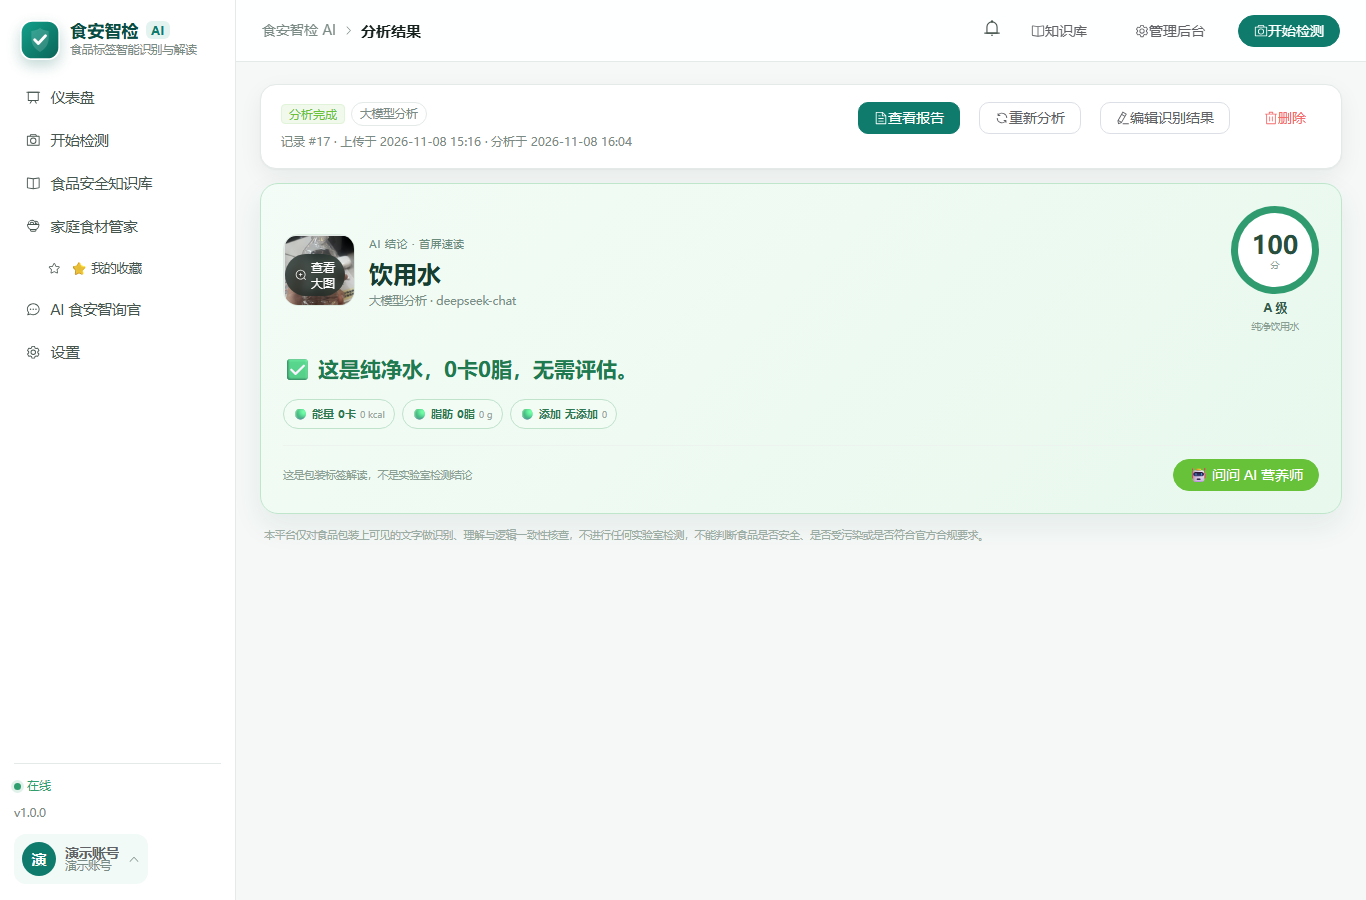 食安智检 AI
食品标签智能识别与解读
仪表盘
开始检测
食品安全知识库
家庭食材管家
我的收藏
AI 食安智询官
设置
在线
v1.0.0
演
演示账号
演示账号
食安智检 AI
分析结果
知识库
管理后台
开始检测
分析完成
大模型分析
记录 #17 · 上传于 2026-11-08 15:16 · 分析于 2026-11-08 16:04
查看报告
重新分析
编辑识别结果
删除
查看
大图
AI 结论 · 首屏速读
饮用水
大模型分析 · deepseek-chat
100
分
A 级
纯净饮用水
这是纯净水，0卡0脂，无需评估。
能量 0卡 0 kcal
脂肪 0脂 0 g
添加 无添加 0
这是包装标签解读，不是实验室检测结论
问问 AI 营养师
本平台仅对食品包装上可见的文字做识别、理解与逻辑一致性核查，不进行任何实验室检测，不能判断食品是否安全、是否受污染或是否符合官方合规要求。